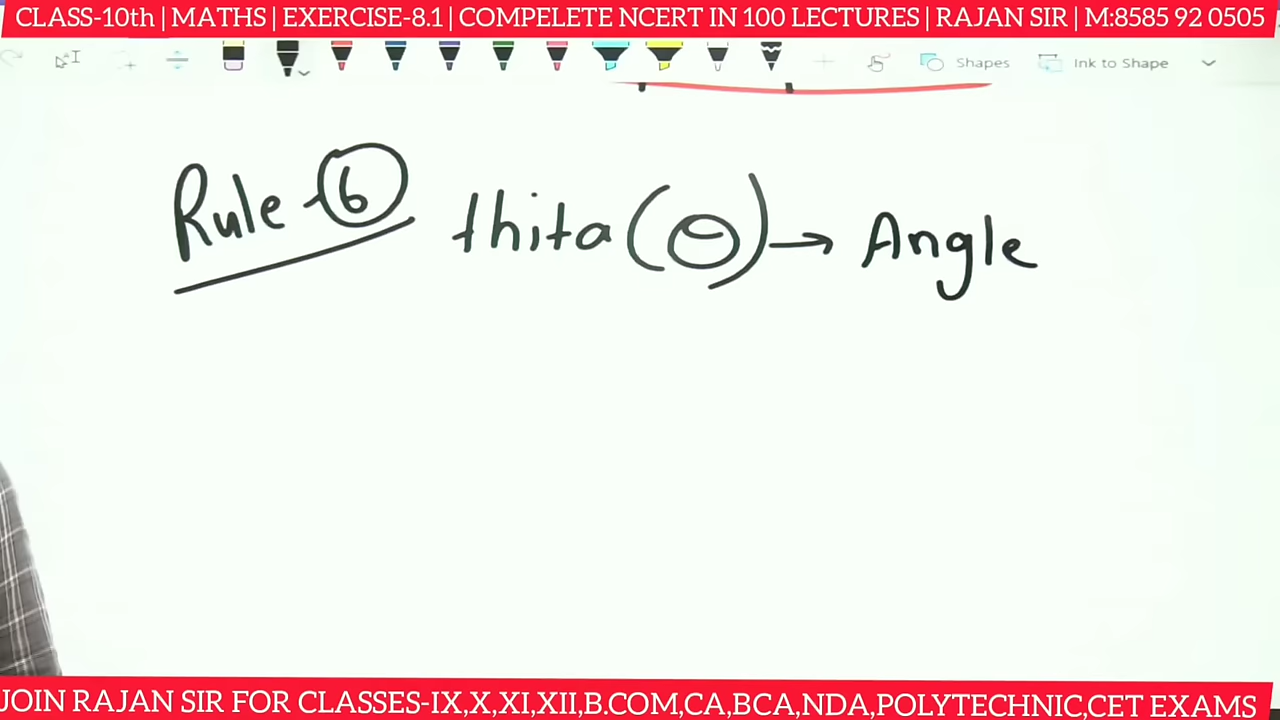 CLASS-10th | MATHS | EXERCISE-8.1 | COMPELETE NCERT IN 100 LECTURES | RAJAN SIR | M:8585 92 0505
Shapes
Ink to Shape
Rule-6 thita (θ) → Angle
JOIN RAJAN SIR FOR CLASSES-IX,X,XI,XII,B.COM,CA,BCA,NDA,POLYTECHNIC,CET EXAMS